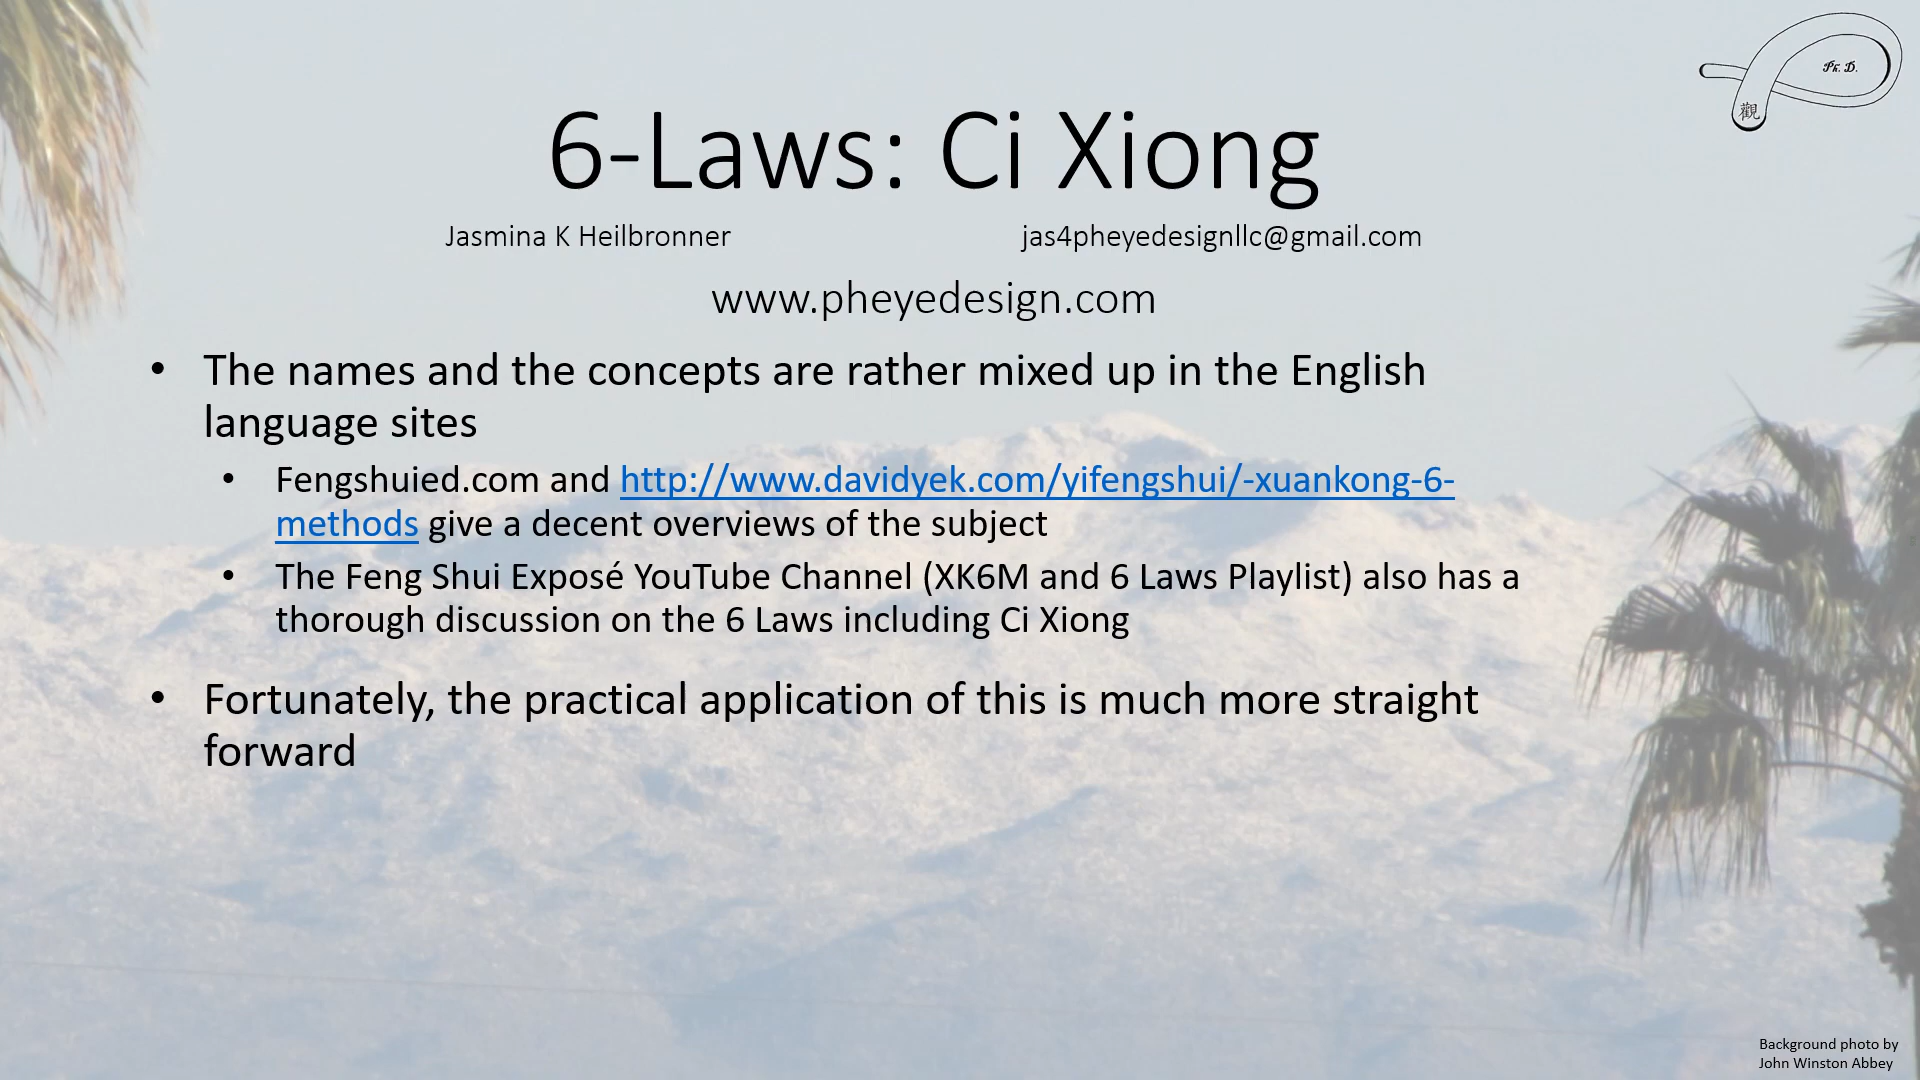 Ph.D.
觀
6-Laws: Ci Xiong
Jasmina K Heilbronner jas4pheyedesignllc@gmail.com
www.pheyedesign.com
• The names and the concepts are rather mixed up in the English
language sites
• Fengshuied.com and http://www.davidyek.com/yifengshui/-xuankong-6-
methods give a decent overviews of the subject
• The Feng Shui Exposé YouTube Channel (XK6M and 6 Laws Playlist) also has a
thorough discussion on the 6 Laws including Ci Xiong
• Fortunately, the practical application of this is much more straight
forward
Background photo by
John Winston Abbey